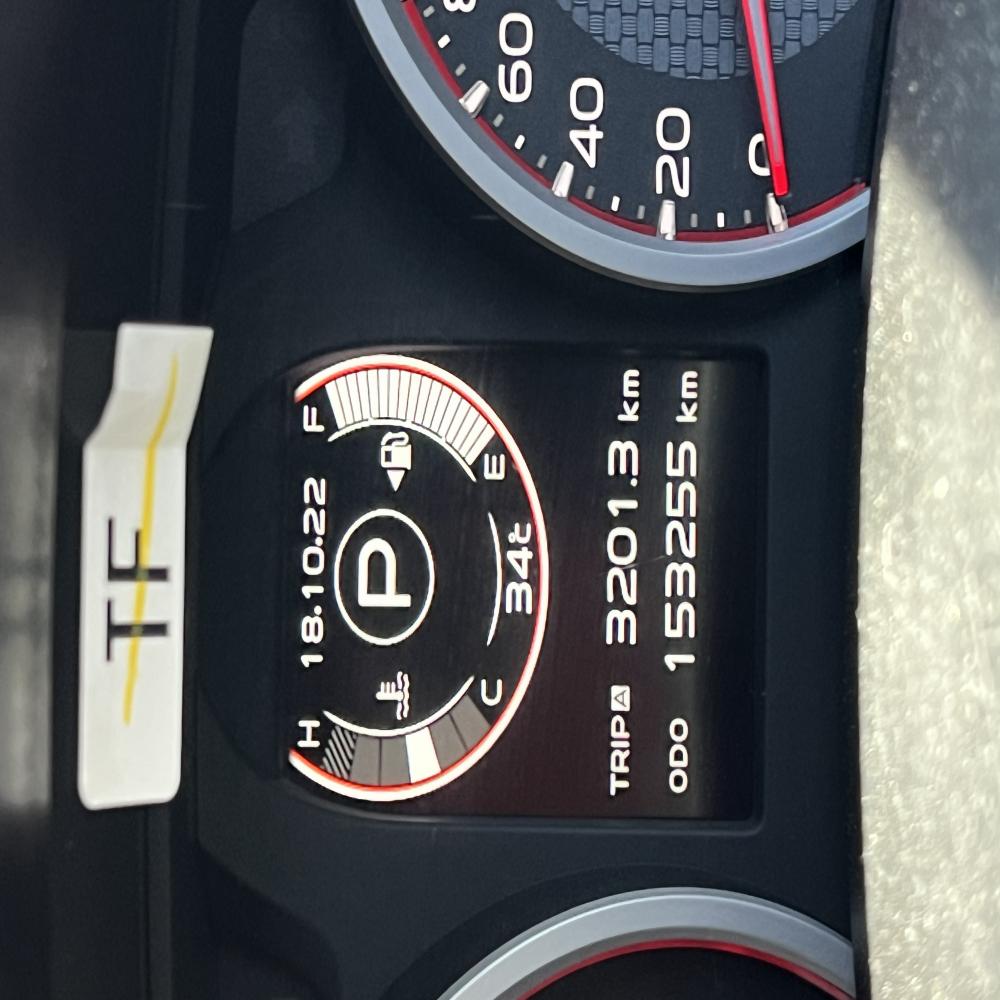 TF
18.10.22
H
F
P
C
E
34°C
TRIP A 3201.3 km
ODO 153255 km
0
20
40
60